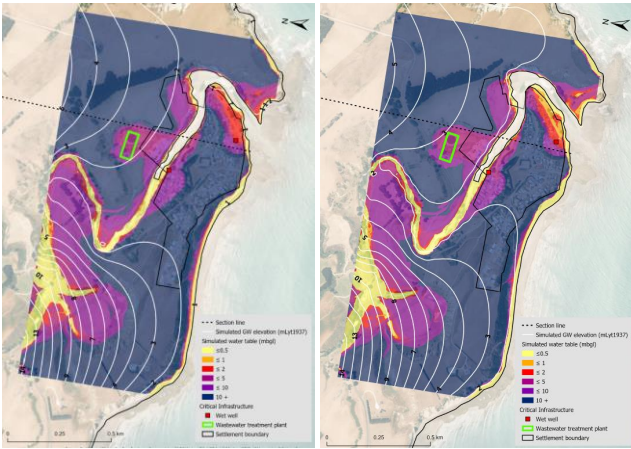 N
Section line
Simulated GW elevation (mLyt1937)
Simulated water table (mbgl)
≤0.5
≤ 1
≤ 2
≤ 5
≤ 10
10 +
Critical Infrastructure
Wet well
Wastewater treatment plant
Settlement boundary
0
0.25
0.5 km
N
Section line
Simulated GW elevation (mLyt1937)
Simulated water table (mbgl)
≤0.5
≤ 1
≤ 2
≤ 5
≤ 10
10 +
Critical Infrastructure
Wet well
Wastewater treatment plant
Settlement boundary
0
0.25
0.5 km